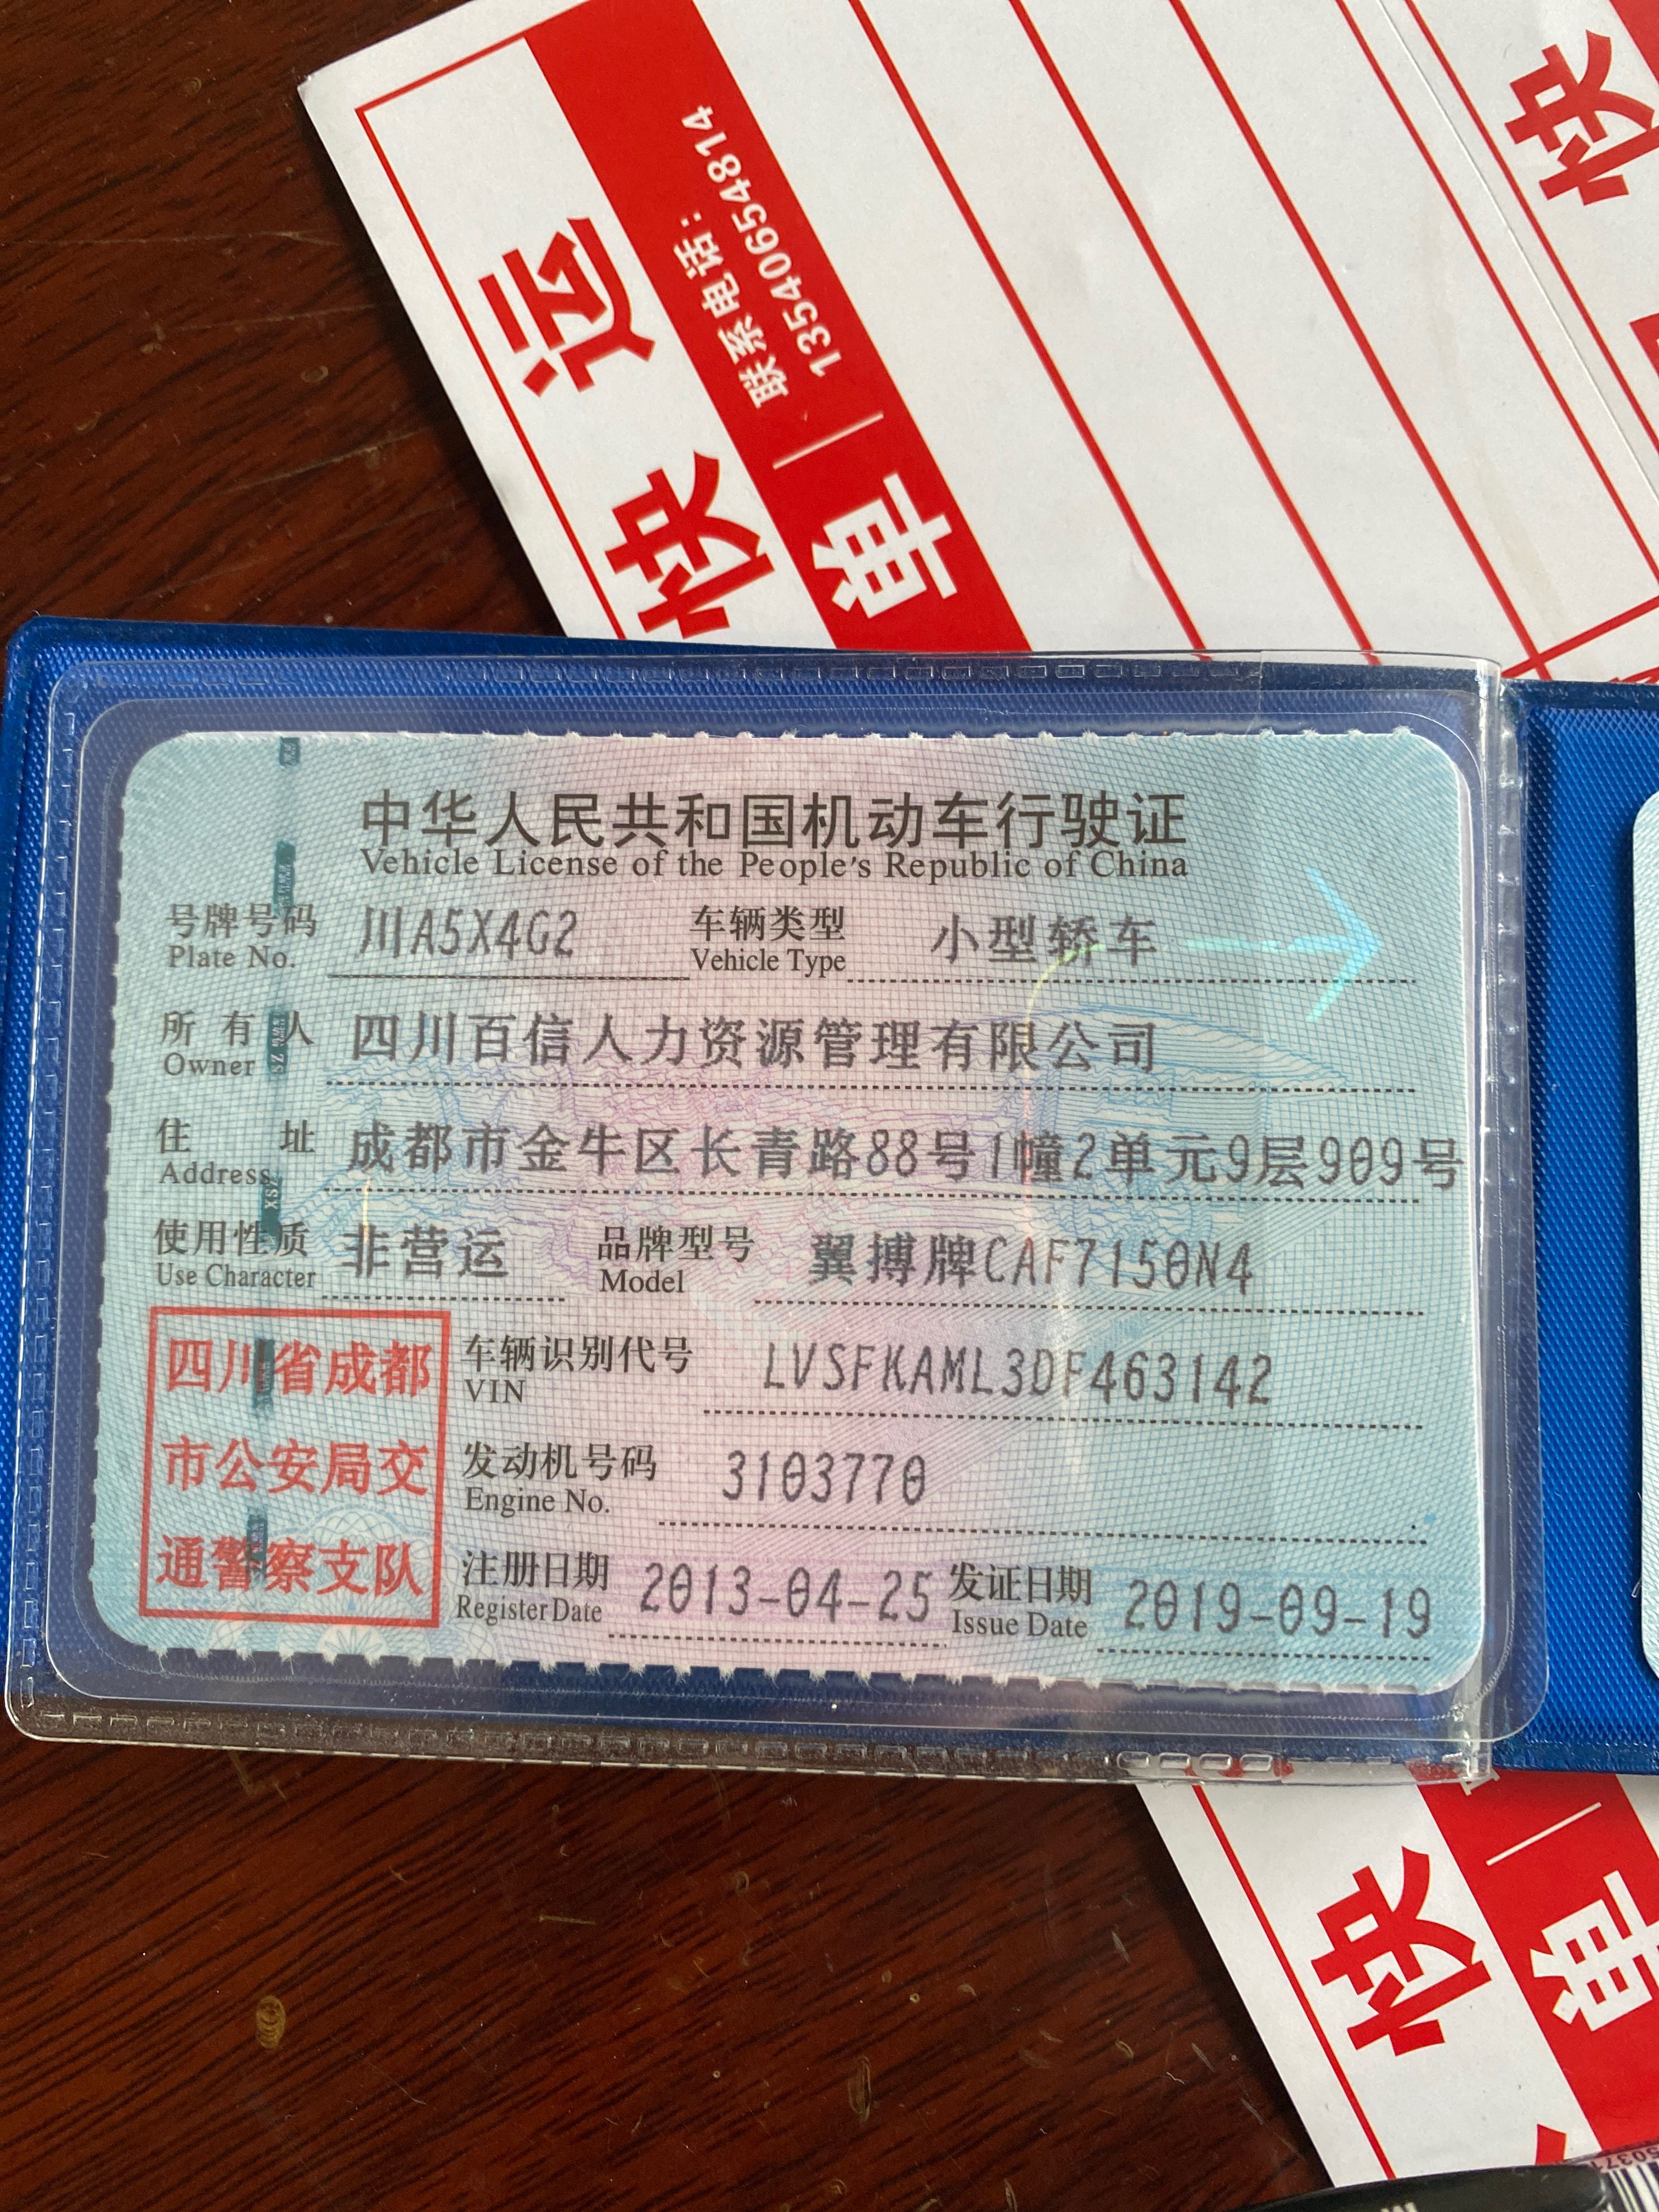 快运
快
单
联系电话：
13540654814
中华人民共和国机动车行驶证
Vehicle License of the People's Republic of China
号牌号码 川A5X4G2 车辆类型 小型轿车
Plate No. Vehicle Type
所有人 四川百信人力资源管理有限公司
Owner
住址 成都市金牛区长青路88号1幢2单元9层909号
Address
使用性质 非营运 品牌型号 翼搏牌CAF7150N4
Use Character Model
四川省成都
市公安局交
通警察支队
车辆识别代号 LVSFKAML3DF463142
VIN
发动机号码 3103770
Engine No.
注册日期 2013-04-25 发证日期 2019-09-19
Register Date Issue Date
快
单